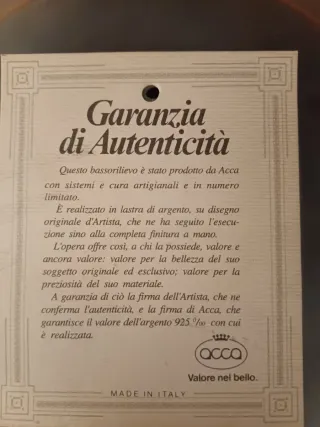 Garanzia
di Autenticità
Questo bassorilievo è stato prodotto da Acca
con sistemi e cura artigianali e in numero
limitato.
È realizzato in lastra di argento, su disegno
originale d'Artista, che ne ha seguito l'esecu-
zione sino alla completa finitura a mano.
L'opera offre così, a chi la possiede, valore e
ancora valore: valore per la bellezza del suo
soggetto originale ed esclusivo; valore per la
preziosità del suo materiale.
A garanzia di ciò la firma dell'Artista, che ne
conferma l'autenticità, e la firma di Acca, che
garantisce il valore dell'argento 925 ⁰/₀₀ con cui
è realizzata.
acca
Valore nel bello.
MADE IN ITALY